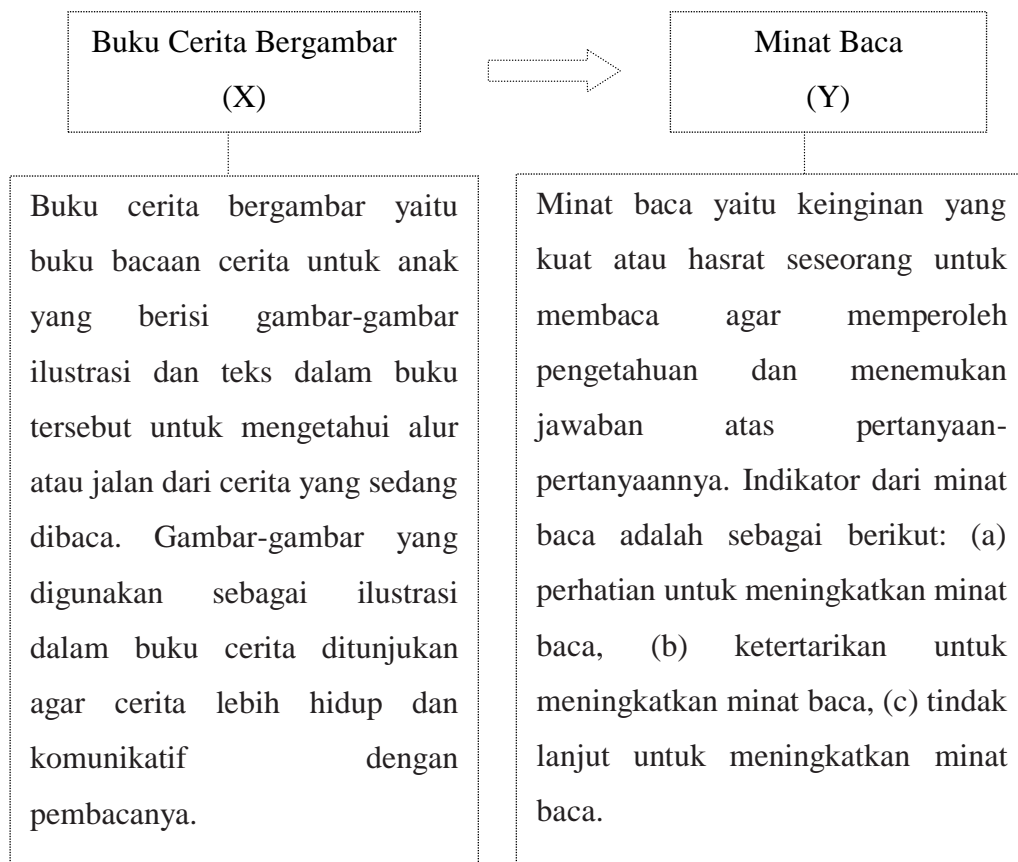 Buku Cerita Bergambar
(X)
Minat Baca
(Y)
Buku cerita bergambar yaitu
buku bacaan cerita untuk anak
yang berisi gambar-gambar
ilustrasi dan teks dalam buku
tersebut untuk mengetahui alur
atau jalan dari cerita yang sedang
dibaca. Gambar-gambar yang
digunakan sebagai ilustrasi
dalam buku cerita ditunjukan
agar cerita lebih hidup dan
komunikatif dengan
pembacanya.
Minat baca yaitu keinginan yang
kuat atau hasrat seseorang untuk
membaca agar memperoleh
pengetahuan dan menemukan
jawaban atas pertanyaan-
pertanyaannya. Indikator dari minat
baca adalah sebagai berikut: (a)
perhatian untuk meningkatkan minat
baca, (b) ketertarikan untuk
meningkatkan minat baca, (c) tindak
lanjut untuk meningkatkan minat
baca.